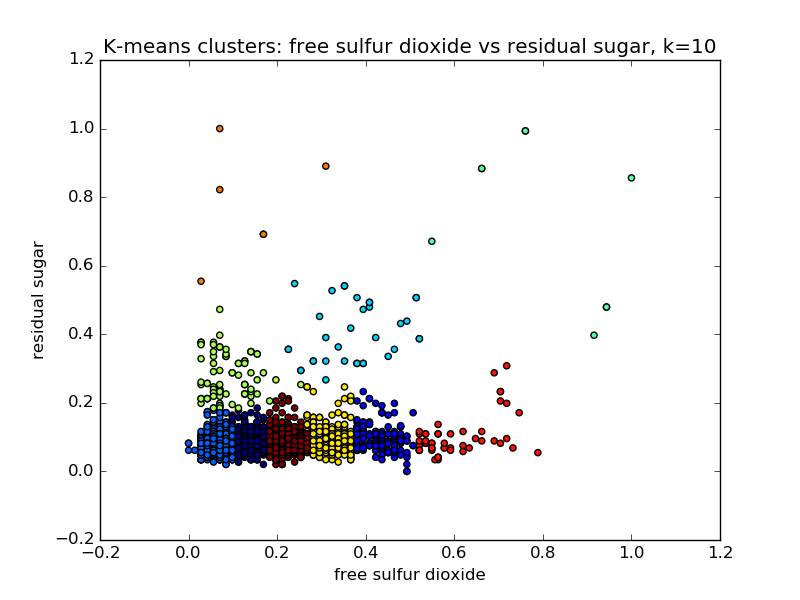 K-means clusters: free sulfur dioxide vs residual sugar, k=10
1.2
1.0
0.8
0.6
0.4
0.2
0.0
−0.2
residual sugar
−0.2 0.0 0.2 0.4 0.6 0.8 1.0 1.2
free sulfur dioxide